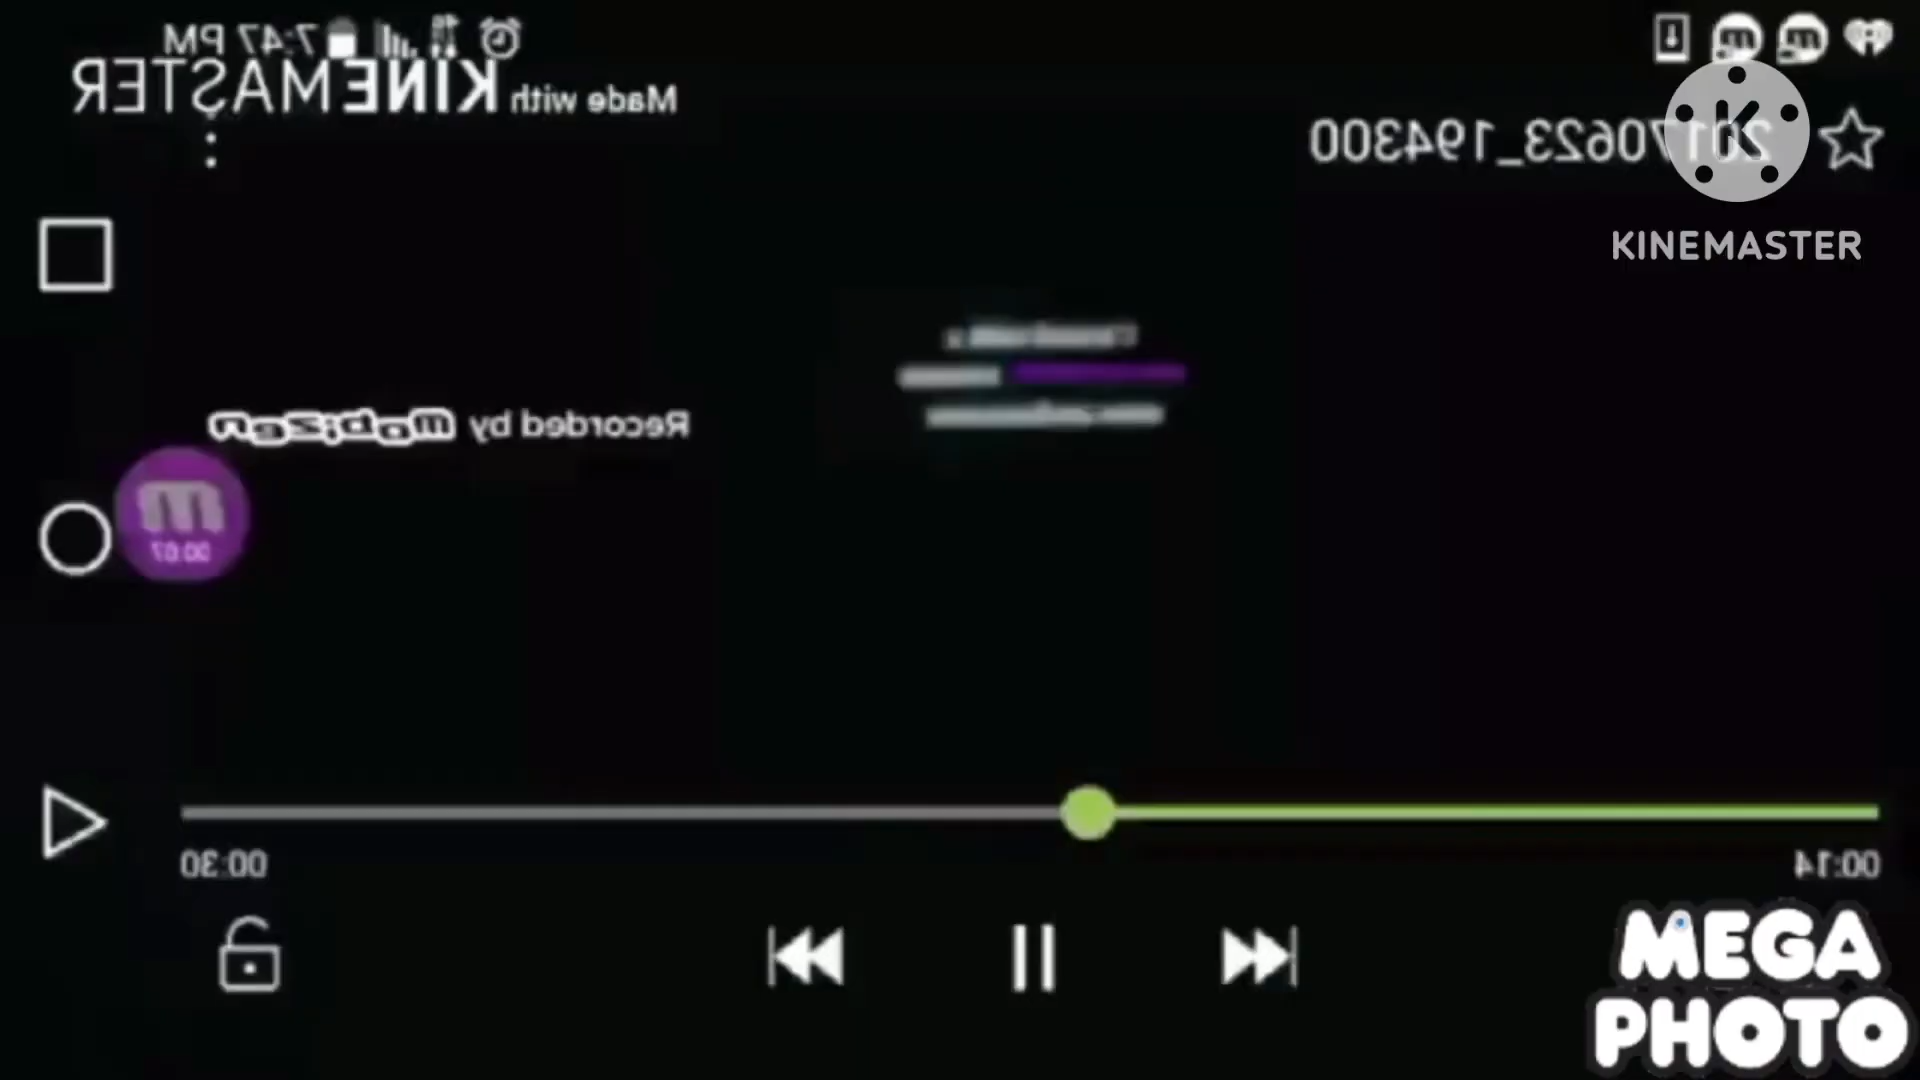 7:47 PM
Made with KINEMASTER
20170623_194300
K
KINEMASTER
Recorded by mobizen
m
00:07
00:30
00:14
MEGA
PHOTO